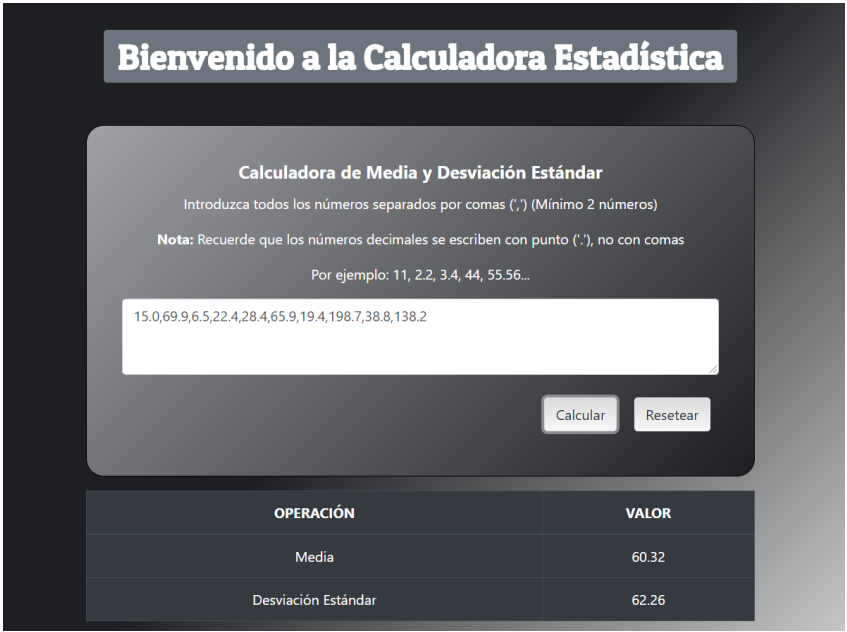 Bienvenido a la Calculadora Estadística
Calculadora de Media y Desviación Estándar
Introduzca todos los números separados por comas (',') (Mínimo 2 números)
Nota: Recuerde que los números decimales se escriben con punto ('.'), no con comas
Por ejemplo: 11, 2.2, 3.4, 44, 55.56...
15.0,69.9,6.5,22.4,28.4,65.9,19.4,198.7,38.8,138.2
Calcular Resetear
OPERACIÓN VALOR
Media 60.32
Desviación Estándar 62.26